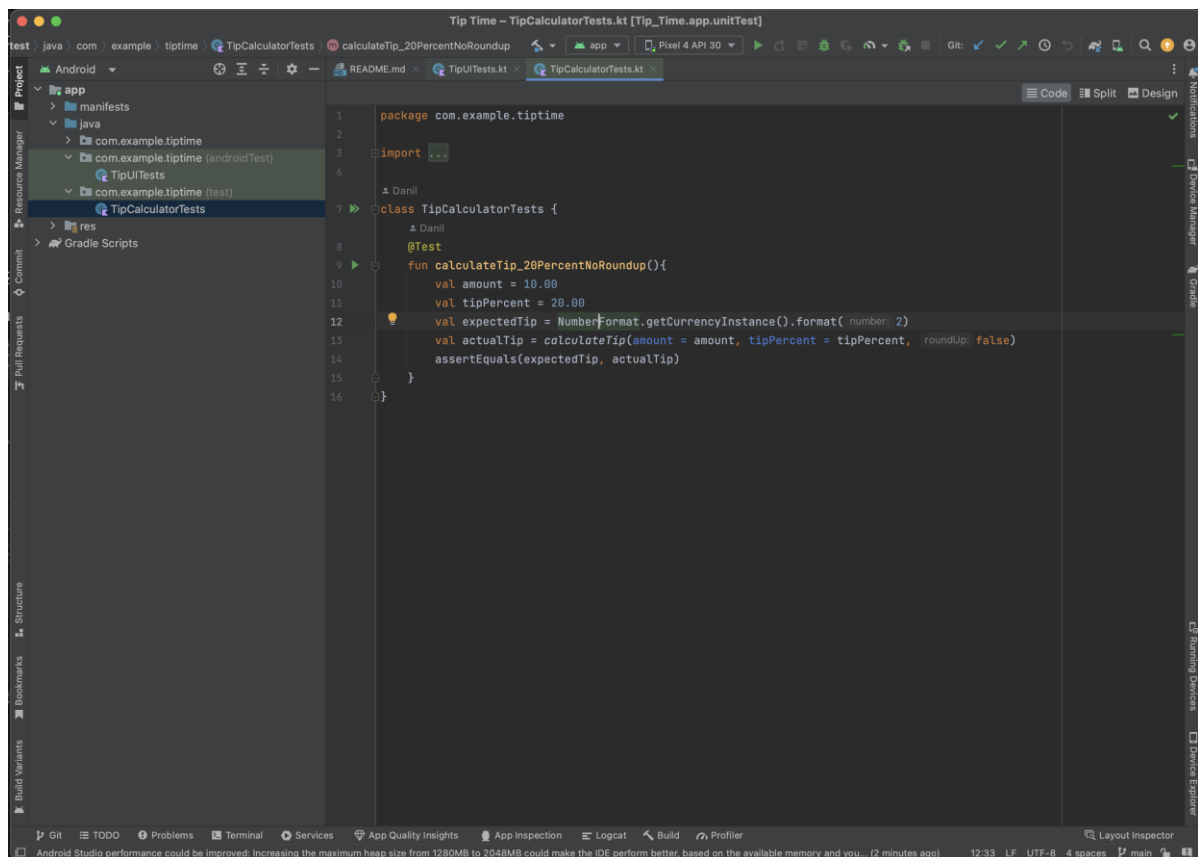 Tip Time – TipCalculatorTests.kt [Tip_Time.app.unitTest]
test java com example tiptime TipCalculatorTests calculateTip_20PercentNoRoundup app Pixel 4 API 30 Git:
Android README.md TipUITests.kt TipCalculatorTests.kt
Code Split Design
app
manifests
java
com.example.tiptime
com.example.tiptime (androidTest)
TipUITests
com.example.tiptime (test)
TipCalculatorTests
res
Gradle Scripts
1 package com.example.tiptime
2
3 import ...
6
Danil
7 class TipCalculatorTests {
Danil
8 @Test
9 fun calculateTip_20PercentNoRoundup(){
10 val amount = 10.00
11 val tipPercent = 20.00
12 val expectedTip = NumberFormat.getCurrencyInstance().format( number: 2)
13 val actualTip = calculateTip(amount = amount, tipPercent = tipPercent, roundUp: false)
14 assertEquals(expectedTip, actualTip)
15 }
16 }
Project
Resource Manager
Commit
Pull Requests
Structure
Bookmarks
Build Variants
Notifications
Device Manager
Gradle
Running Devices
Device Explorer
Git TODO Problems Terminal Services App Quality Insights App Inspection Logcat Build Profiler Layout Inspector
Android Studio performance could be improved: Increasing the maximum heap size from 1280MB to 2048MB could make the IDE perform better, based on the available memory and you... (2 minutes ago) 12:33 LF UTF-8 4 spaces main